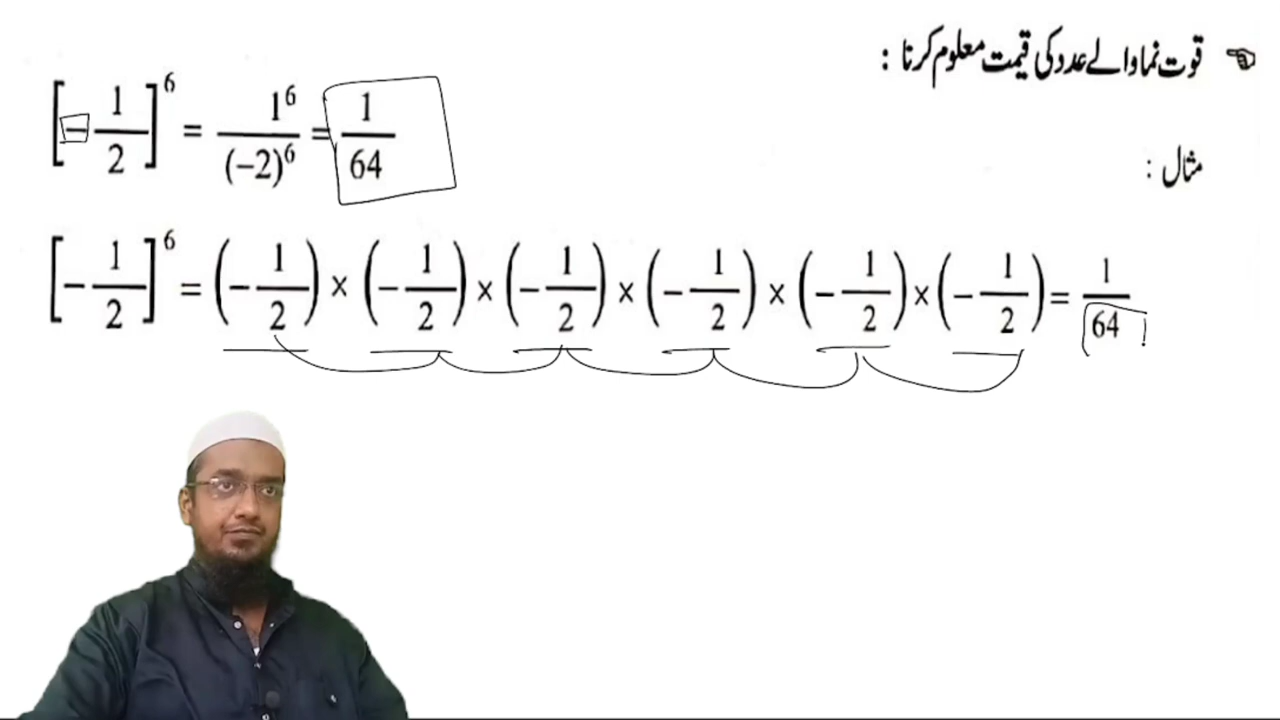 قوت نما والے عدد کی قیمت معلوم کرنا :
مثال :
[-1/2]^6 = 1^6/(-2)^6 = 1/64
[-1/2]^6 = (-1/2) × (-1/2) × (-1/2) × (-1/2) × (-1/2) × (-1/2) = 1/64